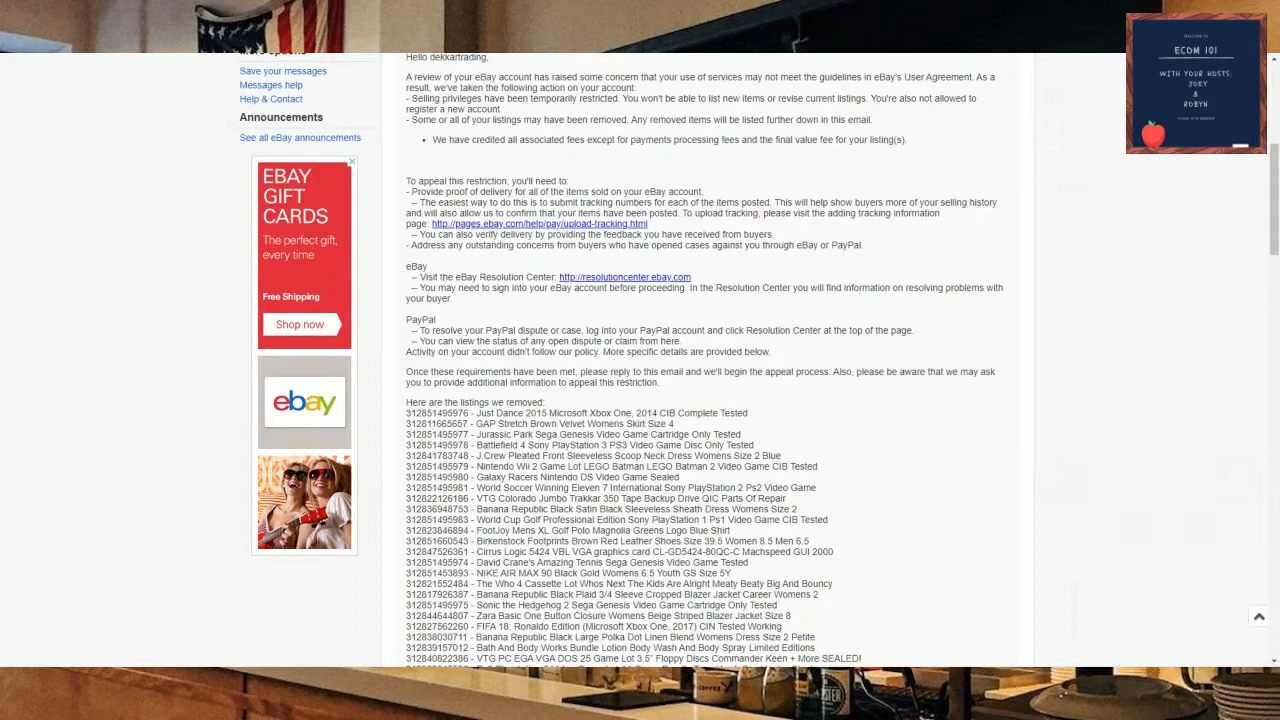 More Options
Save your messages
Messages help
Help & Contact
Announcements
See all eBay announcements
EBAY
GIFT
CARDS
The perfect gift,
every time
Free Shipping
Shop now
ebay
Hello dekkartrading,
A review of your eBay account has raised some concern that your use of services may not meet the guidelines in eBay's User Agreement. As a
result, we've taken the following action on your account:
- Selling privileges have been temporarily restricted. You won't be able to list new items or revise current listings. You're also not allowed to
register a new account.
- Some or all of your listings may have been removed. Any removed items will be listed further down in this email.
• We have credited all associated fees except for payments processing fees and the final value fee for your listing(s).
To appeal this restriction, you'll need to:
- Provide proof of delivery for all of the items sold on your eBay account.
-- The easiest way to do this is to submit tracking numbers for each of the items posted. This will help show buyers more of your selling history
and will also allow us to confirm that your items have been posted. To upload tracking, please visit the adding tracking information
page: http://pages.ebay.com/help/pay/upload-tracking.html
-- You can also verify delivery by providing the feedback you have received from buyers.
- Address any outstanding concerns from buyers who have opened cases against you through eBay or PayPal.
eBay
-- Visit the eBay Resolution Center: http://resolutioncenter.ebay.com
-- You may need to sign into your eBay account before proceeding. In the Resolution Center you will find information on resolving problems with
your buyer.
PayPal
-- To resolve your PayPal dispute or case, log into your PayPal account and click Resolution Center at the top of the page.
-- You can view the status of any open dispute or claim from here.
Activity on your account didn't follow our policy. More specific details are provided below.
Once these requirements have been met, please reply to this email and we'll begin the appeal process. Also, please be aware that we may ask
you to provide additional information to appeal this restriction.
Here are the listings we removed:
312851495976 - Just Dance 2015 Microsoft Xbox One, 2014 CIB Complete Tested
312811665657 - GAP Stretch Brown Velvet Womens Skirt Size 4
312851495977 - Jurassic Park Sega Genesis Video Game Cartridge Only Tested
312851495978 - Battlefield 4 Sony PlayStation 3 PS3 Video Game Disc Only Tested
312841783748 - J.Crew Pleated Front Sleeveless Scoop Neck Dress Womens Size 2 Blue
312851495979 - Nintendo Wii 2 Game Lot LEGO Batman LEGO Batman 2 Video Game CIB Tested
312851495980 - Galaxy Racers Nintendo DS Video Game Sealed
312851495981 - World Soccer Winning Eleven 7 International Sony PlayStation 2 Ps2 Video Game
312822126186 - VTG Colorado Jumbo Trakkar 350 Tape Backup Drive QIC Parts Of Repair
312836948753 - Banana Republic Black Satin Black Sleeveless Sheath Dress Womens Size 2
312851495983 - World Cup Golf Professional Edition Sony PlayStation 1 Ps1 Video Game CIB Tested
312823846894 - FootJoy Mens XL Golf Polo Magnolia Greens Logo Blue Shirt
312851660543 - Birkenstock Footprints Brown Red Leather Shoes Size 39.5 Women 8.5 Men 6.5
312847526361 - Cirrus Logic 5424 VBL VGA graphics card CL-GD5424-80QC-C Machspeed GUI 2000
312851495974 - David Crane's Amazing Tennis Sega Genesis Video Game Tested
312851453893 - NIKE AIR MAX 90 Black Gold Womens 6.5 Youth GS Size 5Y
312821552484 - The Who 4 Cassette Lot Whos Next The Kids Are Alright Meaty Beaty Big And Bouncy
312817926387 - Banana Republic Black Plaid 3/4 Sleeve Cropped Blazer Jacket Career Womens 2
312851495975 - Sonic the Hedgehog 2 Sega Genesis Video Game Cartridge Only Tested
312844644807 - Zara Basic One Button Closure Womens Beige Striped Blazer Jacket Size 8
312827562260 - FIFA 18: Ronaldo Edition (Microsoft Xbox One, 2017) CIN Tested Working
312838030711 - Banana Republic Black Large Polka Dot Linen Blend Womens Dress Size 2 Petite
312839157012 - Bath And Body Works Bundle Lotion Body Wash And Body Spray Limited Editions
312840822386 - VTG PC EGA VGA DOS 25 Game Lot 3.5" Floppy Discs Commander Keen + More SEALED!
WELCOME TO
ECOM 101
WITH YOUR HOSTS:
JOEY
&
ROBYN
COFFEE